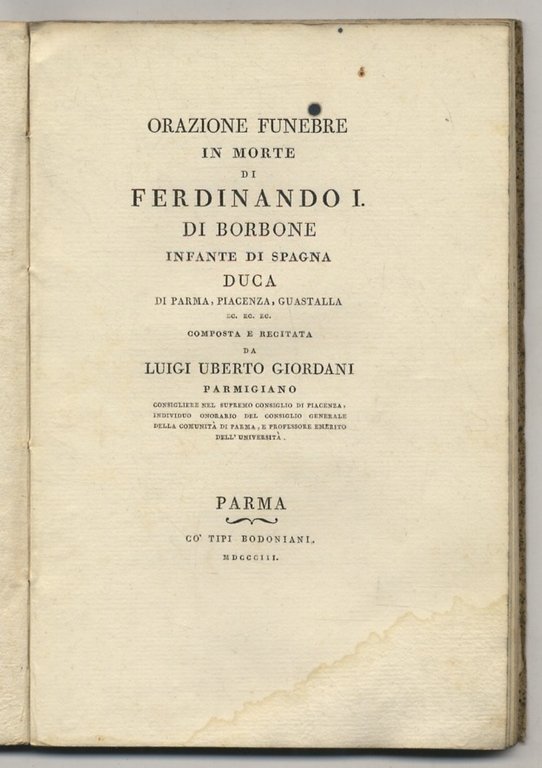 ORAZIONE FUNEBRE
IN MORTE
DI
FERDINANDO I.
DI BORBONE
INFANTE DI SPAGNA
DUCA
DI PARMA, PIACENZA, GUASTALLA
EC. EC. EC.
COMPOSTA E RECITATA
DA
LUIGI UBERTO GIORDANI
PARMIGIANO
CONSIGLIERE NEL SUPREMO CONSIGLIO DI PIACENZA,
INDIVIDUO ONORARIO DEL CONSIGLIO GENERALE
DELLA COMUNITÀ DI PARMA, E PROFESSORE EMERITO
DELL'UNIVERSITÀ.
PARMA
CO' TIPI BODONIANI.
MDCCCIII.